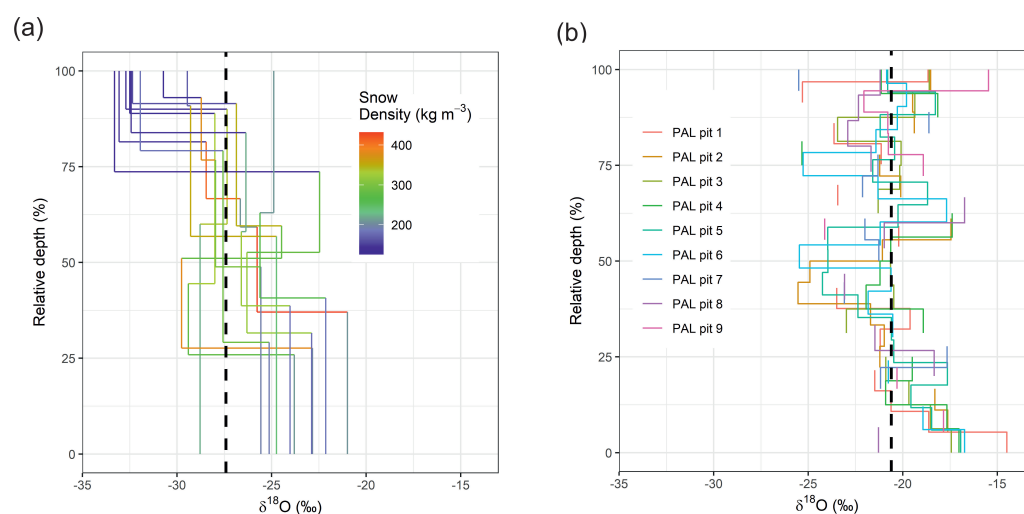 (a)
100
75
50
25
0
-35
-30
-25
-20
-15
Relative depth (%)
δ¹⁸O (‰)
Snow
Density (kg m⁻³)
400
300
200
(b)
100
75
50
25
0
-35
-30
-25
-20
-15
Relative depth (%)
δ¹⁸O (‰)
PAL pit 1
PAL pit 2
PAL pit 3
PAL pit 4
PAL pit 5
PAL pit 6
PAL pit 7
PAL pit 8
PAL pit 9